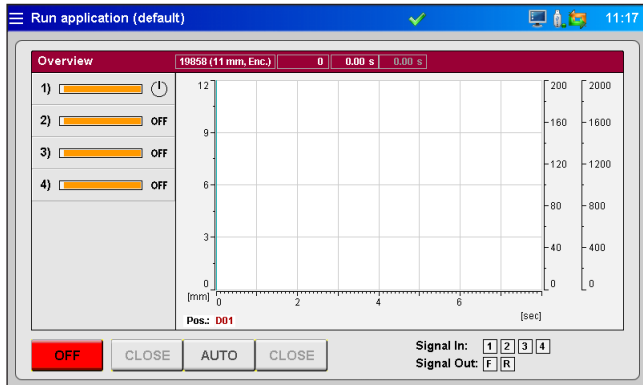 Run application (default) 11:17
Overview 19858 (11 mm, Enc.) 0 0.00 s 0.00 s
1)
2) OFF
3) OFF
4) OFF
12 200 2000
9 160 1600
120 1200
6 80 800
3 40 400
0 0 0
[mm] 0 2 4 6 [sec]
Pos.: D01
OFF CLOSE AUTO CLOSE
Signal In: 1 2 3 4
Signal Out: F R